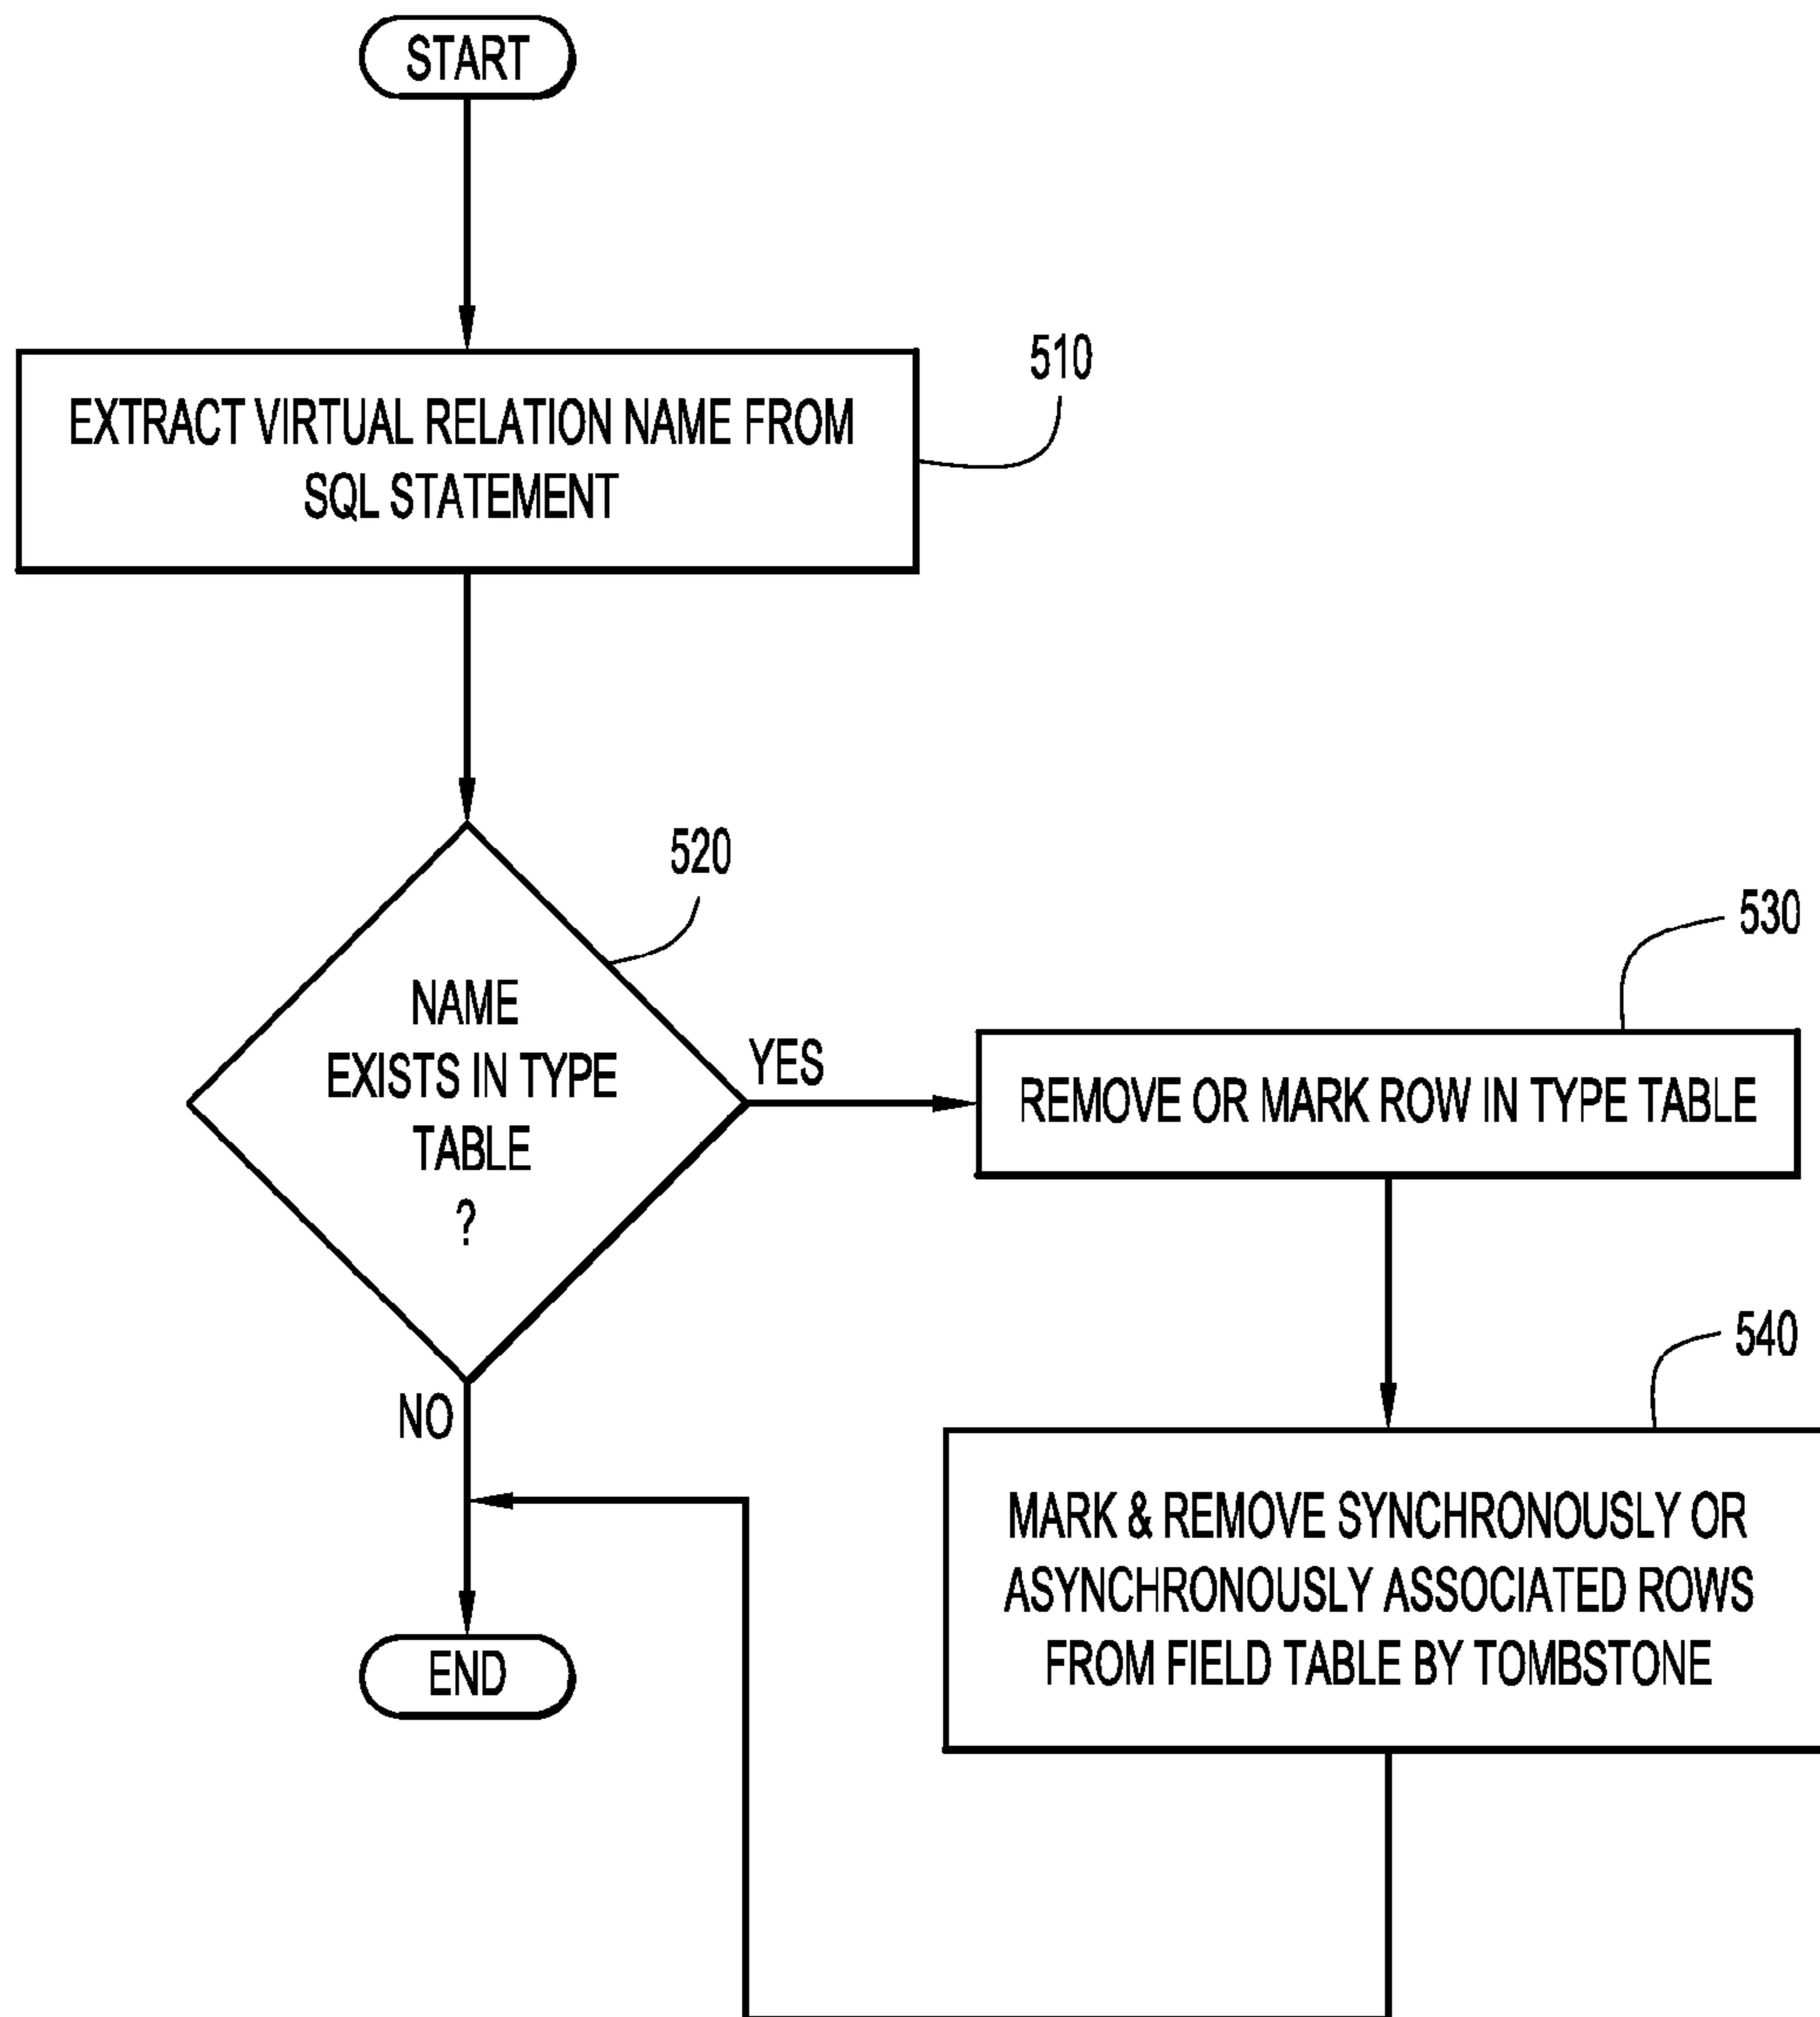 START
510
EXTRACT VIRTUAL RELATION NAME FROM
SQL STATEMENT
520
NAME
EXISTS IN TYPE
TABLE
?
YES
NO
530
REMOVE OR MARK ROW IN TYPE TABLE
540
MARK & REMOVE SYNCHRONOUSLY OR
ASYNCHRONOUSLY ASSOCIATED ROWS
FROM FIELD TABLE BY TOMBSTONE
END